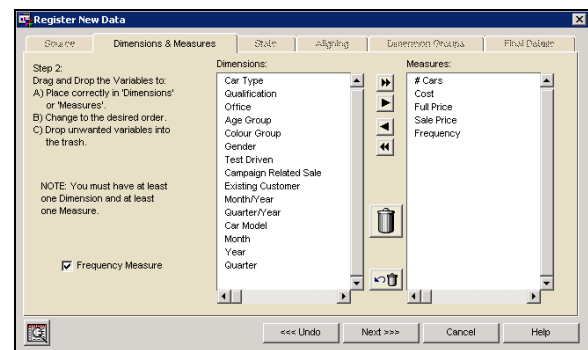 Register New Data
Source
Dimensions & Measures
State
Aligning
Dimension Groups
Final Details
Step 2:
Drag and Drop the Variables to:
A) Place correctly in 'Dimensions'
or 'Measures'.
B) Change to the desired order.
C) Drop unwanted variables into
the trash.
NOTE: You must have at least
one Dimension and at least
one Measure.
Frequency Measure
Dimensions:
Car Type
Qualification
Office
Age Group
Colour Group
Gender
Test Driven
Campaign Related Sale
Existing Customer
Month/Year
Quarter/Year
Car Model
Month
Year
Quarter
Measures:
# Cars
Cost
Full Price
Sale Price
Frequency
<<< Undo
Next >>>
Cancel
Help